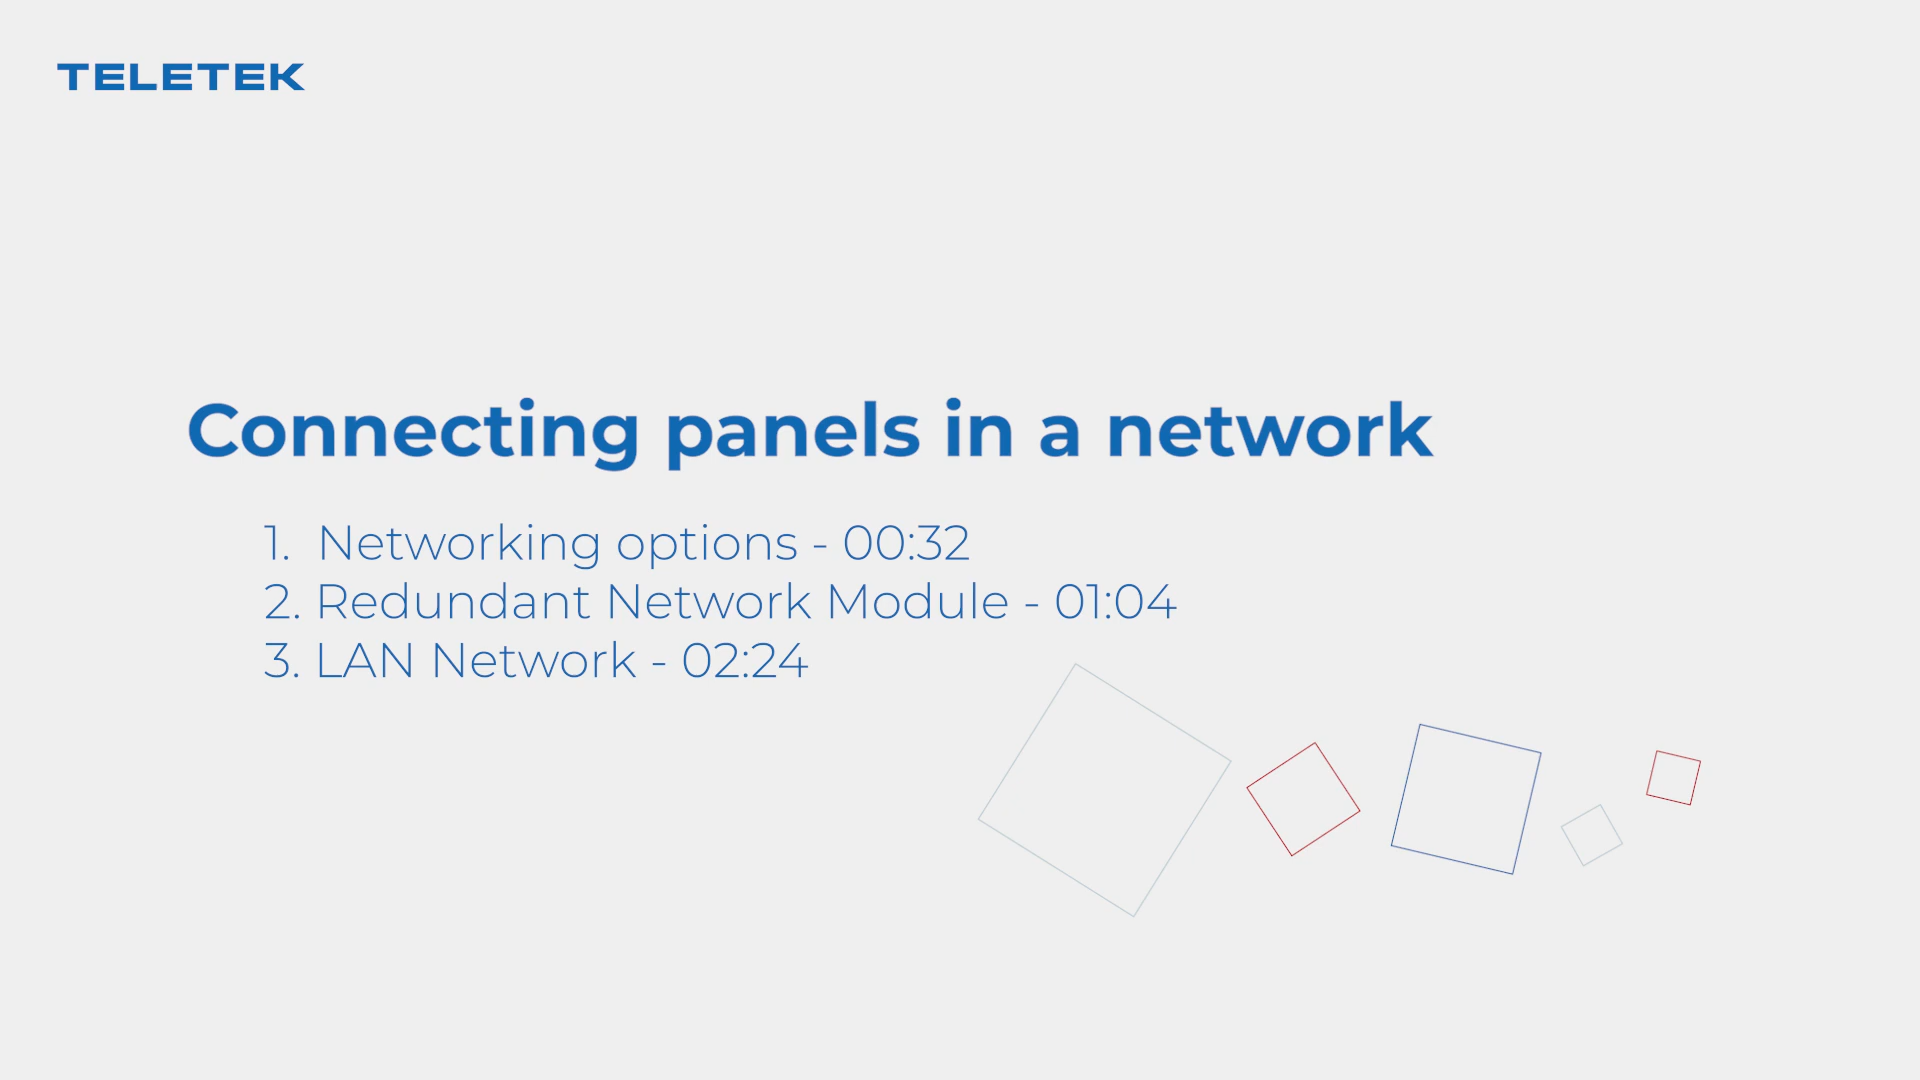 TELETEK
Connecting panels in a network
1. Networking options - 00:32
2. Redundant Network Module - 01:04
3. LAN Network - 02:24